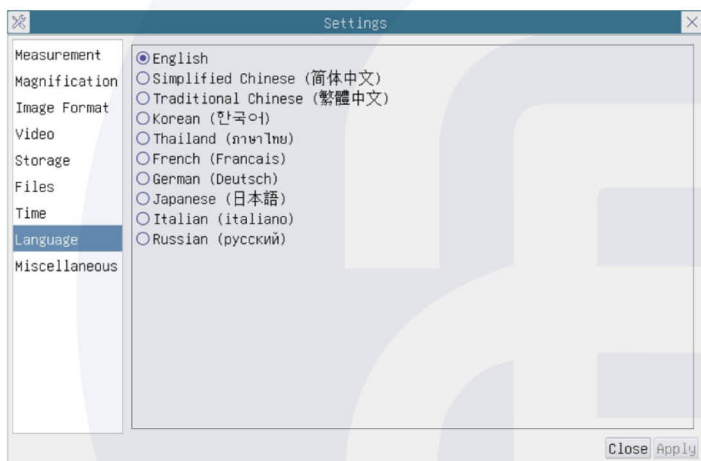 Settings
Measurement
Magnification
Image Format
Video
Storage
Files
Time
Language
Miscellaneous
English
Simplified Chinese (简体中文)
Traditional Chinese (繁體中文)
Korean (한국어)
Thailand (ภาษาไทย)
French (Francais)
German (Deutsch)
Japanese (日本語)
Italian (italiano)
Russian (русский)
Close Apply